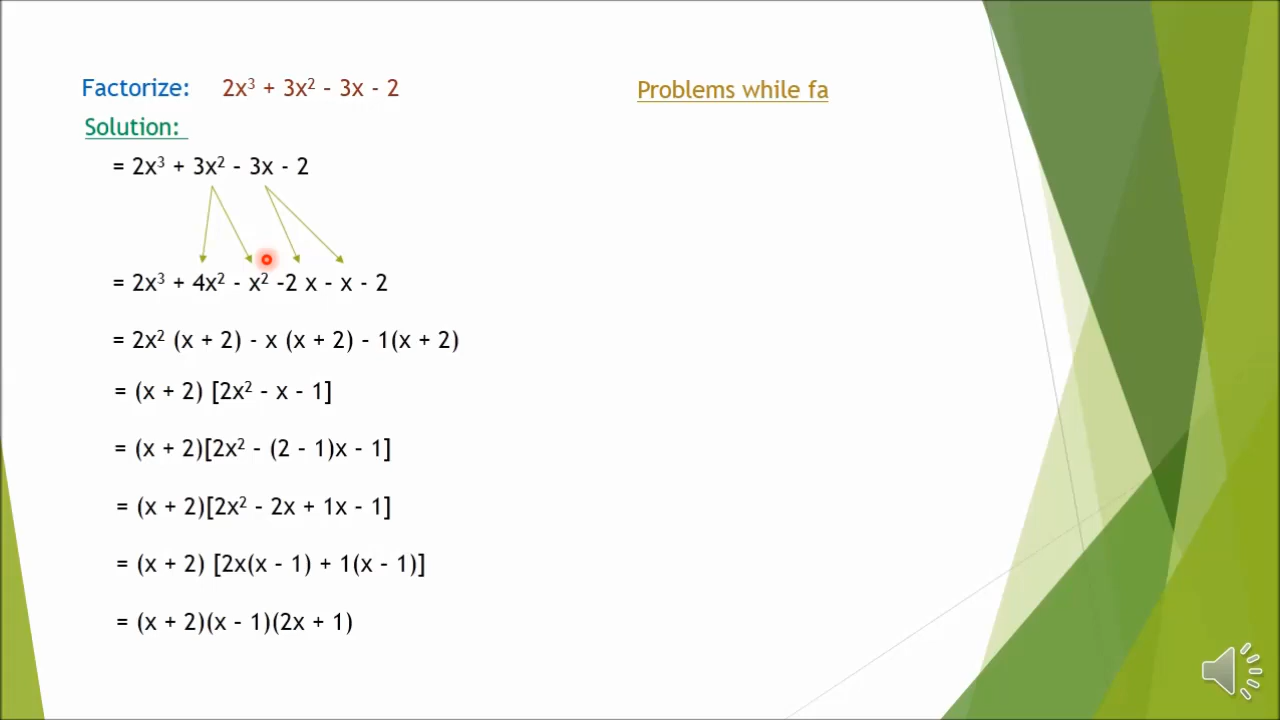 Factorize: 2x³ + 3x² - 3x - 2
Solution:
= 2x³ + 3x² - 3x - 2
= 2x³ + 4x² - x² -2 x - x - 2
= 2x² (x + 2) - x (x + 2) - 1(x + 2)
= (x + 2) [2x² - x - 1]
= (x + 2)[2x² - (2 - 1)x - 1]
= (x + 2)[2x² - 2x + 1x - 1]
= (x + 2) [2x(x - 1) + 1(x - 1)]
= (x + 2)(x - 1)(2x + 1)
Problems while fa